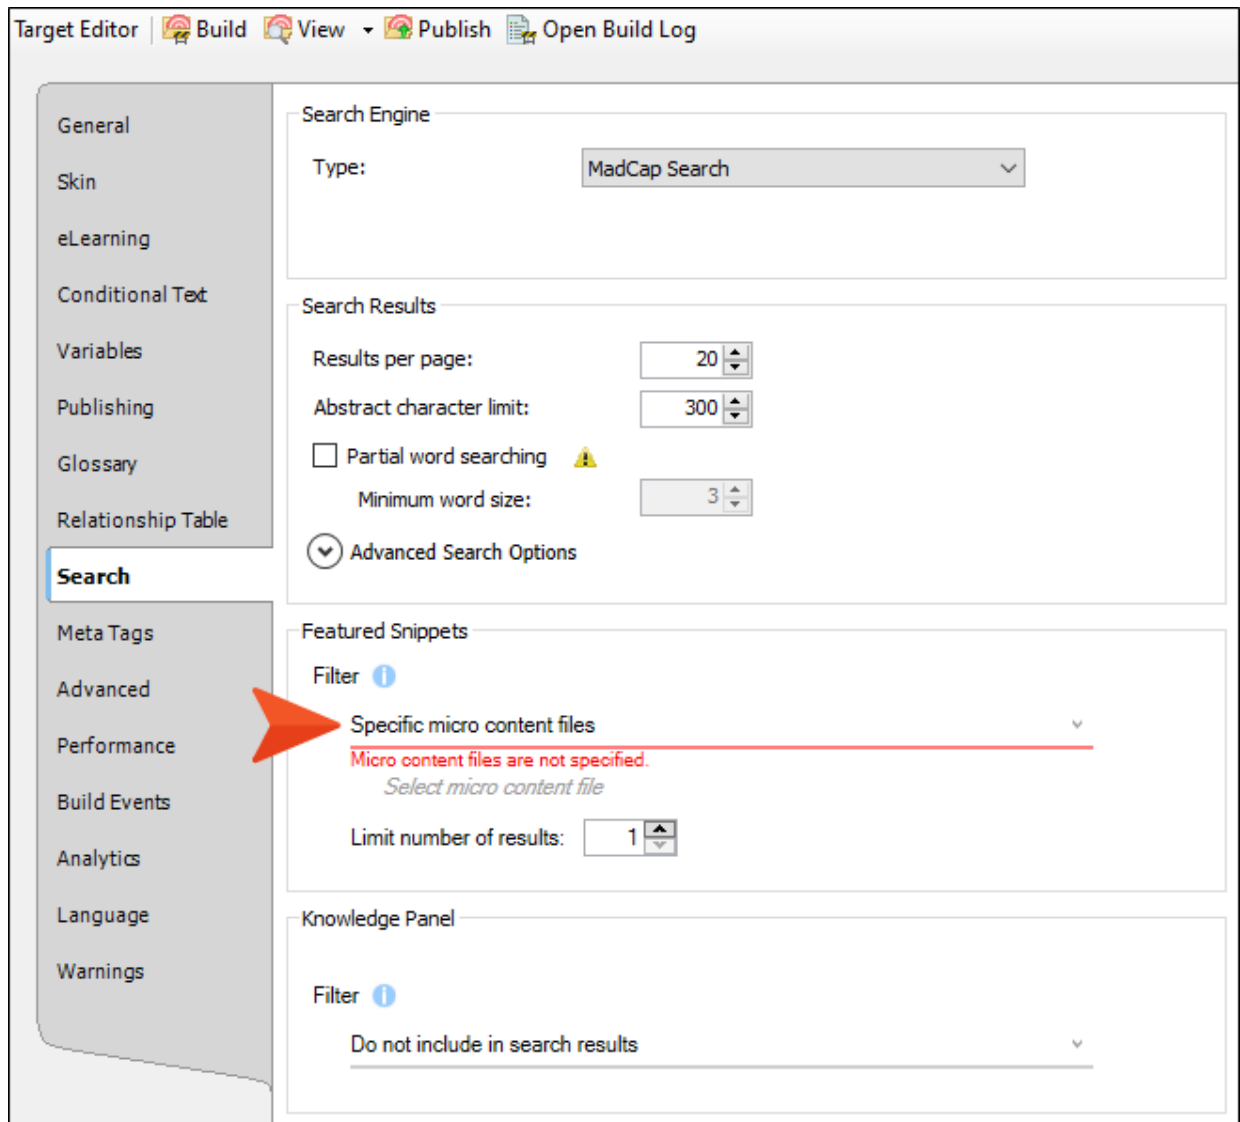 Target Editor Build View Publish Open Build Log
General
Skin
eLearning
Conditional Text
Variables
Publishing
Glossary
Relationship Table
Search
Meta Tags
Advanced
Performance
Build Events
Analytics
Language
Warnings
Search Engine
Type: MadCap Search
Search Results
Results per page: 20
Abstract character limit: 300
Partial word searching
Minimum word size: 3
Advanced Search Options
Featured Snippets
Filter
Specific micro content files
Micro content files are not specified.
Select micro content file
Limit number of results: 1
Knowledge Panel
Filter
Do not include in search results